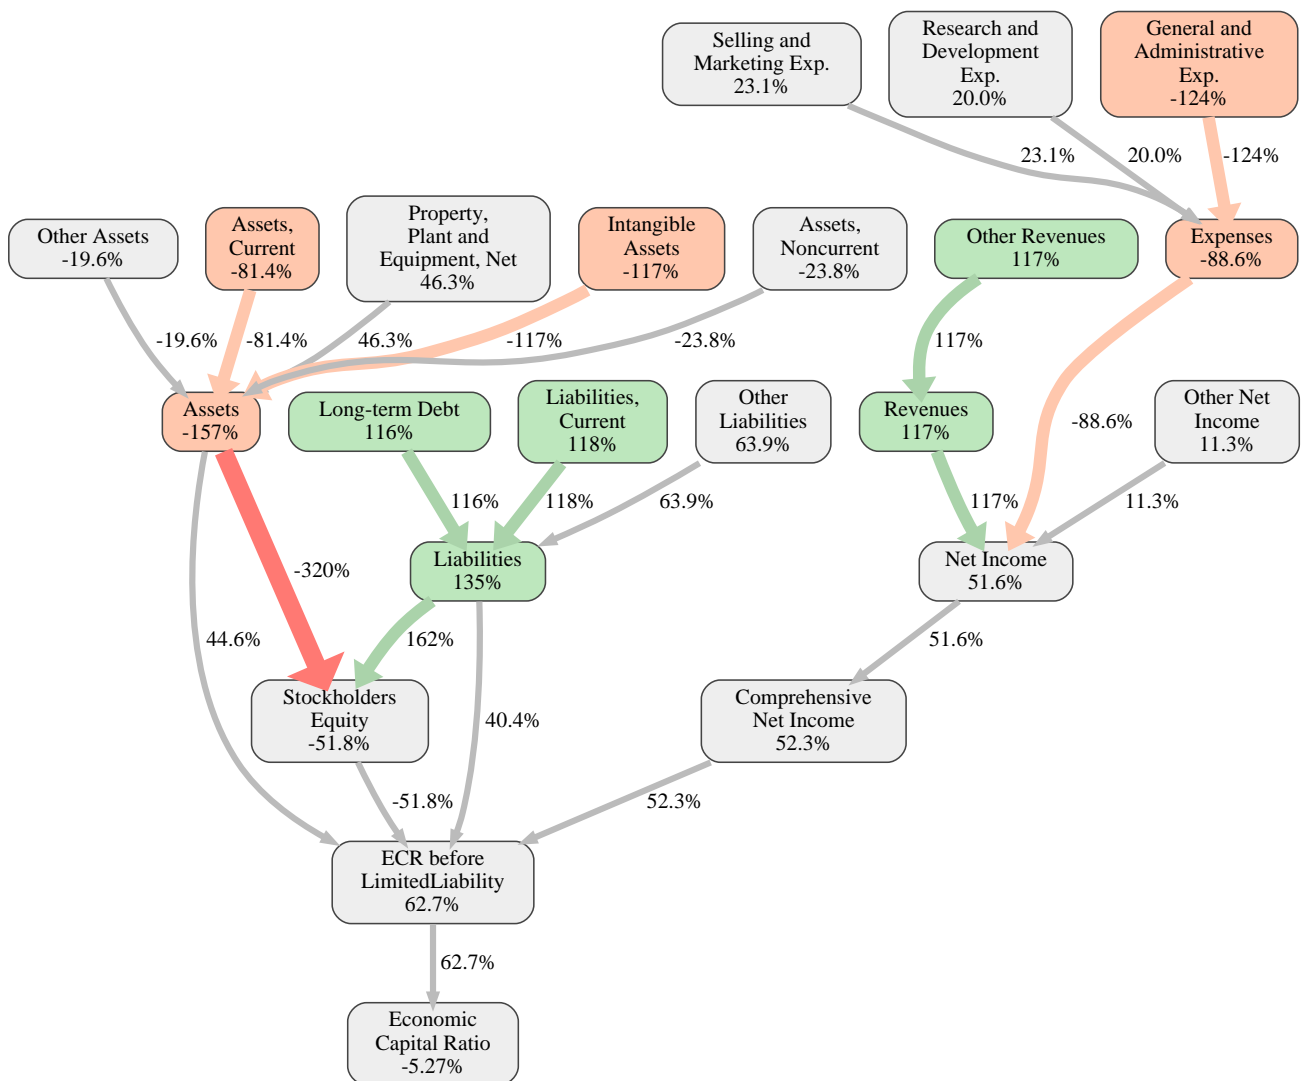 Selling and
Marketing Exp.
23.1%
Research and
Development
Exp.
20.0%
General and
Administrative
Exp.
-124%
23.1%
20.0%
-124%
Other Assets
-19.6%
Assets,
Current
-81.4%
Property,
Plant and
Equipment, Net
46.3%
Intangible
Assets
-117%
Assets,
Noncurrent
-23.8%
Other Revenues
117%
Expenses
-88.6%
-19.6%
-81.4%
46.3%
-117%
-23.8%
117%
-88.6%
Assets
-157%
Long-term Debt
116%
Liabilities,
Current
118%
Other
Liabilities
63.9%
Revenues
117%
Other Net
Income
11.3%
116%
118%
63.9%
117%
11.3%
-320%
Liabilities
135%
Net Income
51.6%
44.6%
162%
40.4%
51.6%
Stockholders
Equity
-51.8%
Comprehensive
Net Income
52.3%
-51.8%
52.3%
ECR before
LimitedLiability
62.7%
62.7%
Economic
Capital Ratio
-5.27%